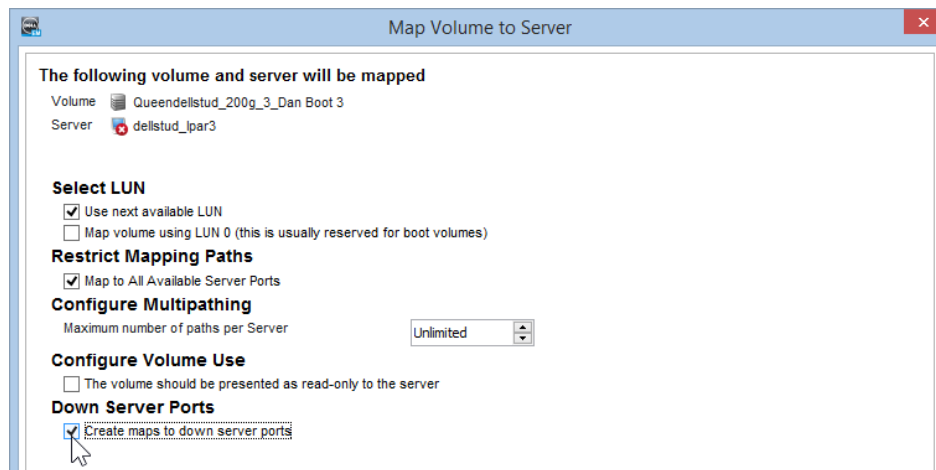 Map Volume to Server
The following volume and server will be mapped
Volume Queendellstud_200g_3_Dan Boot 3
Server dellstud_lpar3
Select LUN
Use next available LUN
Map volume using LUN 0 (this is usually reserved for boot volumes)
Restrict Mapping Paths
Map to All Available Server Ports
Configure Multipathing
Maximum number of paths per Server Unlimited
Configure Volume Use
The volume should be presented as read-only to the server
Down Server Ports
Create maps to down server ports